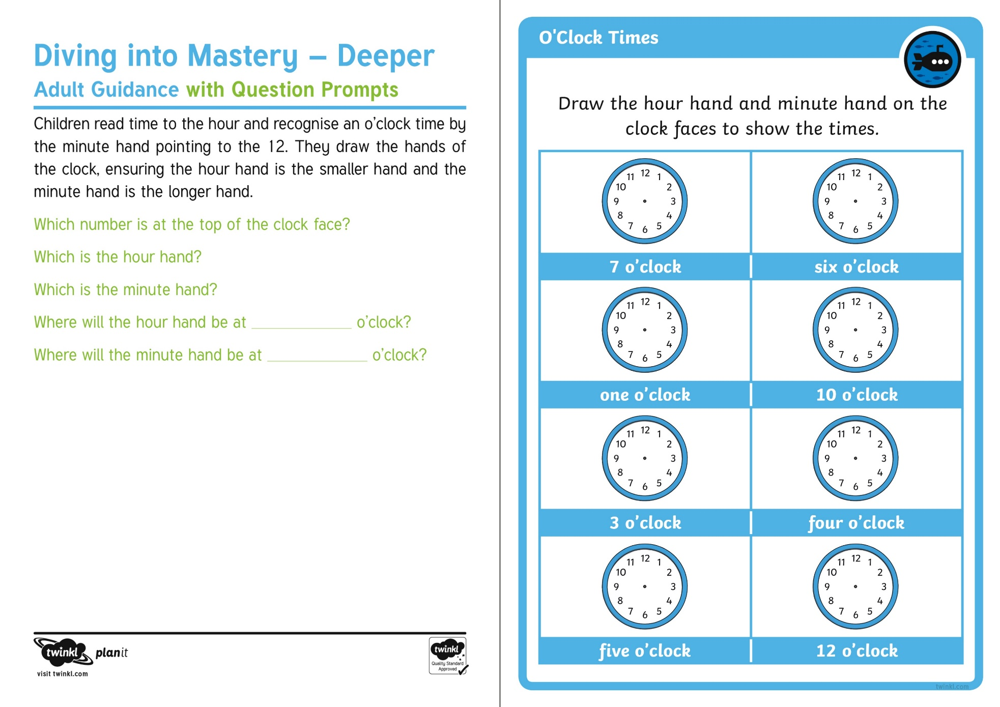 Diving into Mastery – Deeper
Adult Guidance with Question Prompts
Children read time to the hour and recognise an o’clock time by
the minute hand pointing to the 12. They draw the hands of
the clock, ensuring the hour hand is the smaller hand and the
minute hand is the longer hand.
Which number is at the top of the clock face?
Which is the hour hand?
Which is the minute hand?
Where will the hour hand be at ____________ o’clock?
Where will the minute hand be at ____________ o’clock?
twinkl planit
visit twinkl.com
twinkl
Quality Standard
Approved
O'Clock Times
Draw the hour hand and minute hand on the
clock faces to show the times.
12 1 2 3 4 5 6 7 8 9 10 11
12 1 2 3 4 5 6 7 8 9 10 11
7 o’clock
six o’clock
12 1 2 3 4 5 6 7 8 9 10 11
12 1 2 3 4 5 6 7 8 9 10 11
one o’clock
10 o’clock
12 1 2 3 4 5 6 7 8 9 10 11
12 1 2 3 4 5 6 7 8 9 10 11
3 o’clock
four o’clock
12 1 2 3 4 5 6 7 8 9 10 11
12 1 2 3 4 5 6 7 8 9 10 11
five o’clock
12 o’clock
twinkl.com